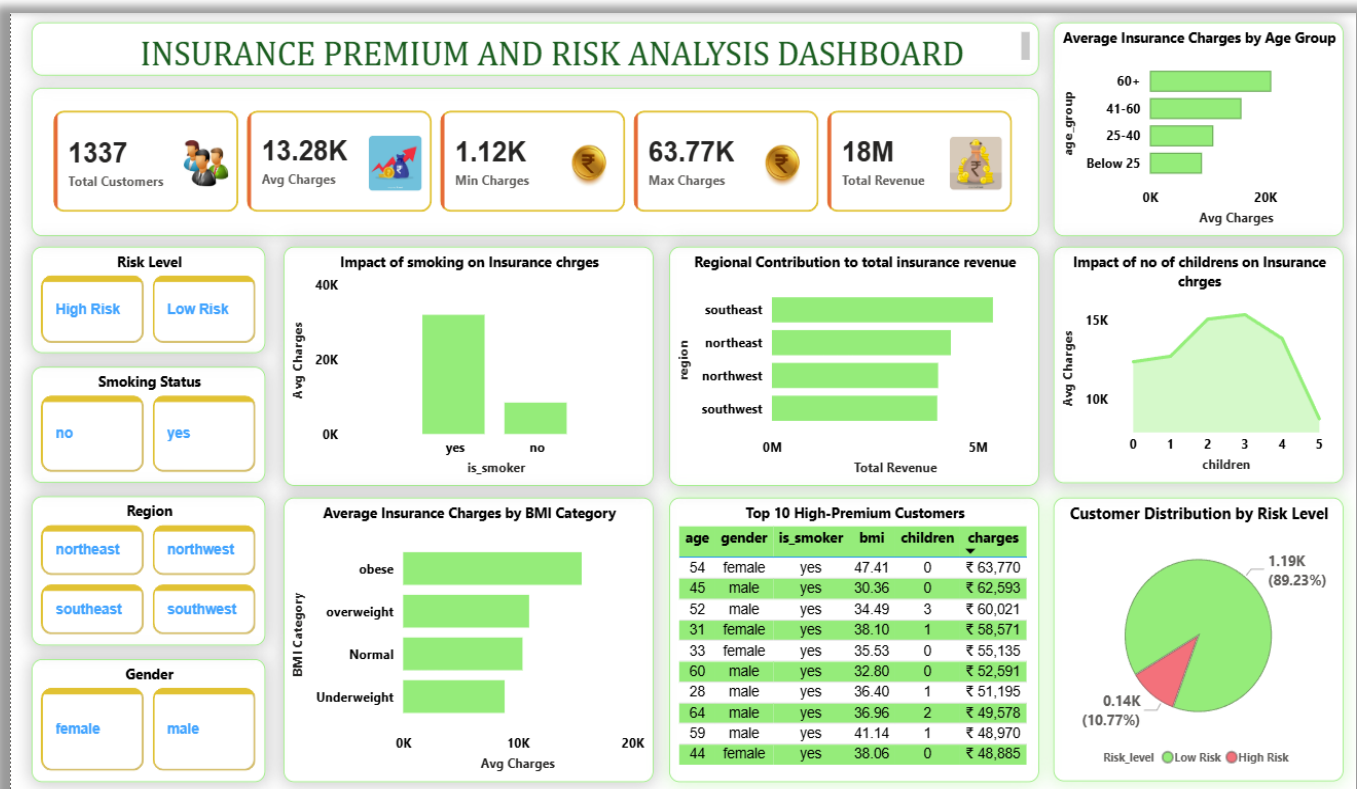 INSURANCE PREMIUM AND RISK ANALYSIS DASHBOARD
1337
Total Customers
13.28K
Avg Charges
1.12K
Min Charges
63.77K
Max Charges
18M
Total Revenue
Average Insurance Charges by Age Group
age_group
60+
41-60
25-40
Below 25
0K 20K
Avg Charges
Risk Level
High Risk Low Risk
Smoking Status
no yes
Region
northeast northwest
southeast southwest
Gender
female male
Impact of smoking on Insurance chrges
Avg Charges
40K
20K
0K
yes no
is_smoker
Regional Contribution to total insurance revenue
region
southeast
northeast
northwest
southwest
0M 5M
Total Revenue
Impact of no of childrens on Insurance
chrges
Avg Charges
15K
10K
0 1 2 3 4 5
children
Average Insurance Charges by BMI Category
BMI Category
obese
overweight
Normal
Underweight
0K 10K 20K
Avg Charges
Top 10 High-Premium Customers
age gender is_smoker bmi children charges
54 female yes 47.41 0 ₹ 63,770
45 male yes 30.36 0 ₹ 62,593
52 male yes 34.49 3 ₹ 60,021
31 female yes 38.10 1 ₹ 58,571
33 female yes 35.53 0 ₹ 55,135
60 male yes 32.80 0 ₹ 52,591
28 male yes 36.40 1 ₹ 51,195
64 male yes 36.96 2 ₹ 49,578
59 male yes 41.14 1 ₹ 48,970
44 female yes 38.06 0 ₹ 48,885
Customer Distribution by Risk Level
1.19K
(89.23%)
0.14K
(10.77%)
Risk_level Low Risk High Risk